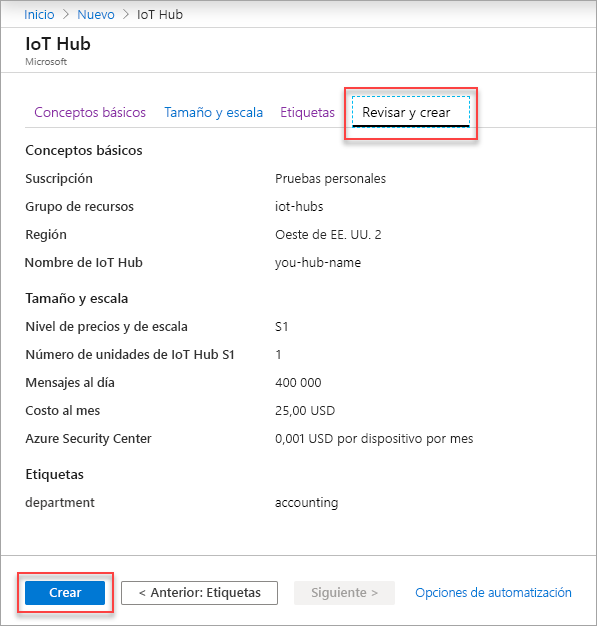 Inicio > Nuevo > IoT Hub
IoT Hub
Microsoft
Conceptos básicos Tamaño y escala Etiquetas Revisar y crear
Conceptos básicos
Suscripción Pruebas personales
Grupo de recursos iot-hubs
Región Oeste de EE. UU. 2
Nombre de IoT Hub you-hub-name
Tamaño y escala
Nivel de precios y de escala S1
Número de unidades de IoT Hub S1 1
Mensajes al día 400 000
Costo al mes 25,00 USD
Azure Security Center 0,001 USD por dispositivo por mes
Etiquetas
department accounting
Crear < Anterior: Etiquetas Siguiente > Opciones de automatización